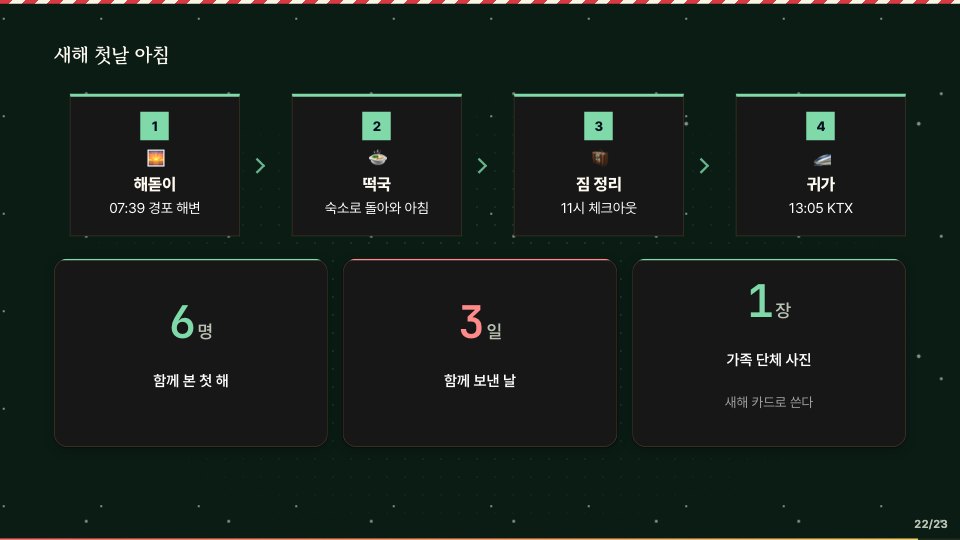 새해 첫날 아침
1
해돋이
07:39 경포 해변
2
떡국
숙소로 돌아와 아침
3
짐 정리
11시 체크아웃
4
귀가
13:05 KTX
6명
함께 본 첫 해
3일
함께 보낸 날
1장
가족 단체 사진
새해 카드로 쓴다
22/23